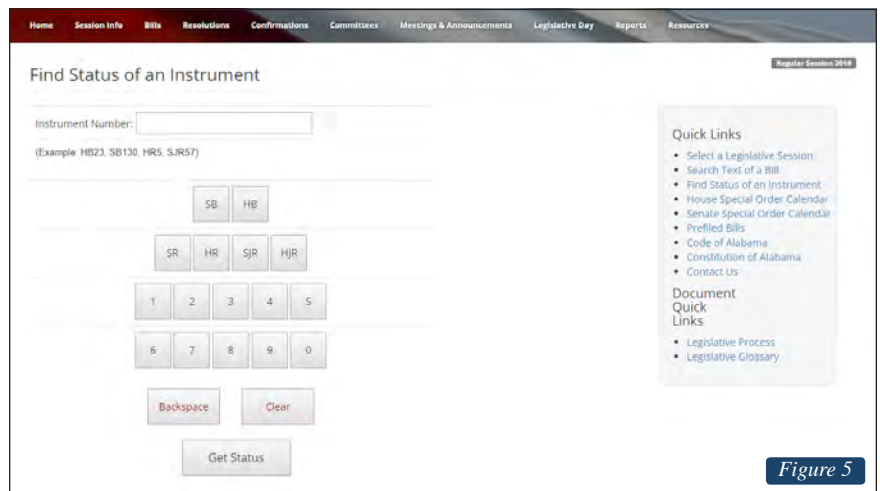 Home Session Info Bills Resolutions Confirmations Committees Meetings & Announcements Legislative Day Reports Resources
Regular Session 2018
Find Status of an Instrument
Instrument Number:
(Example: HB23, SB130, HR5, SJR57)
SB HB
SR HR SJR HJR
1 2 3 4 5
6 7 8 9 0
Backspace Clear
Get Status
Quick Links
• Select a Legislative Session
• Search Text of a Bill
• Find Status of an Instrument
• House Special Order Calendar
• Senate Special Order Calendar
• Prefiled Bills
• Code of Alabama
• Constitution of Alabama
• Contact Us
Document
Quick
Links
• Legislative Process
• Legislative Glossary
Figure 5